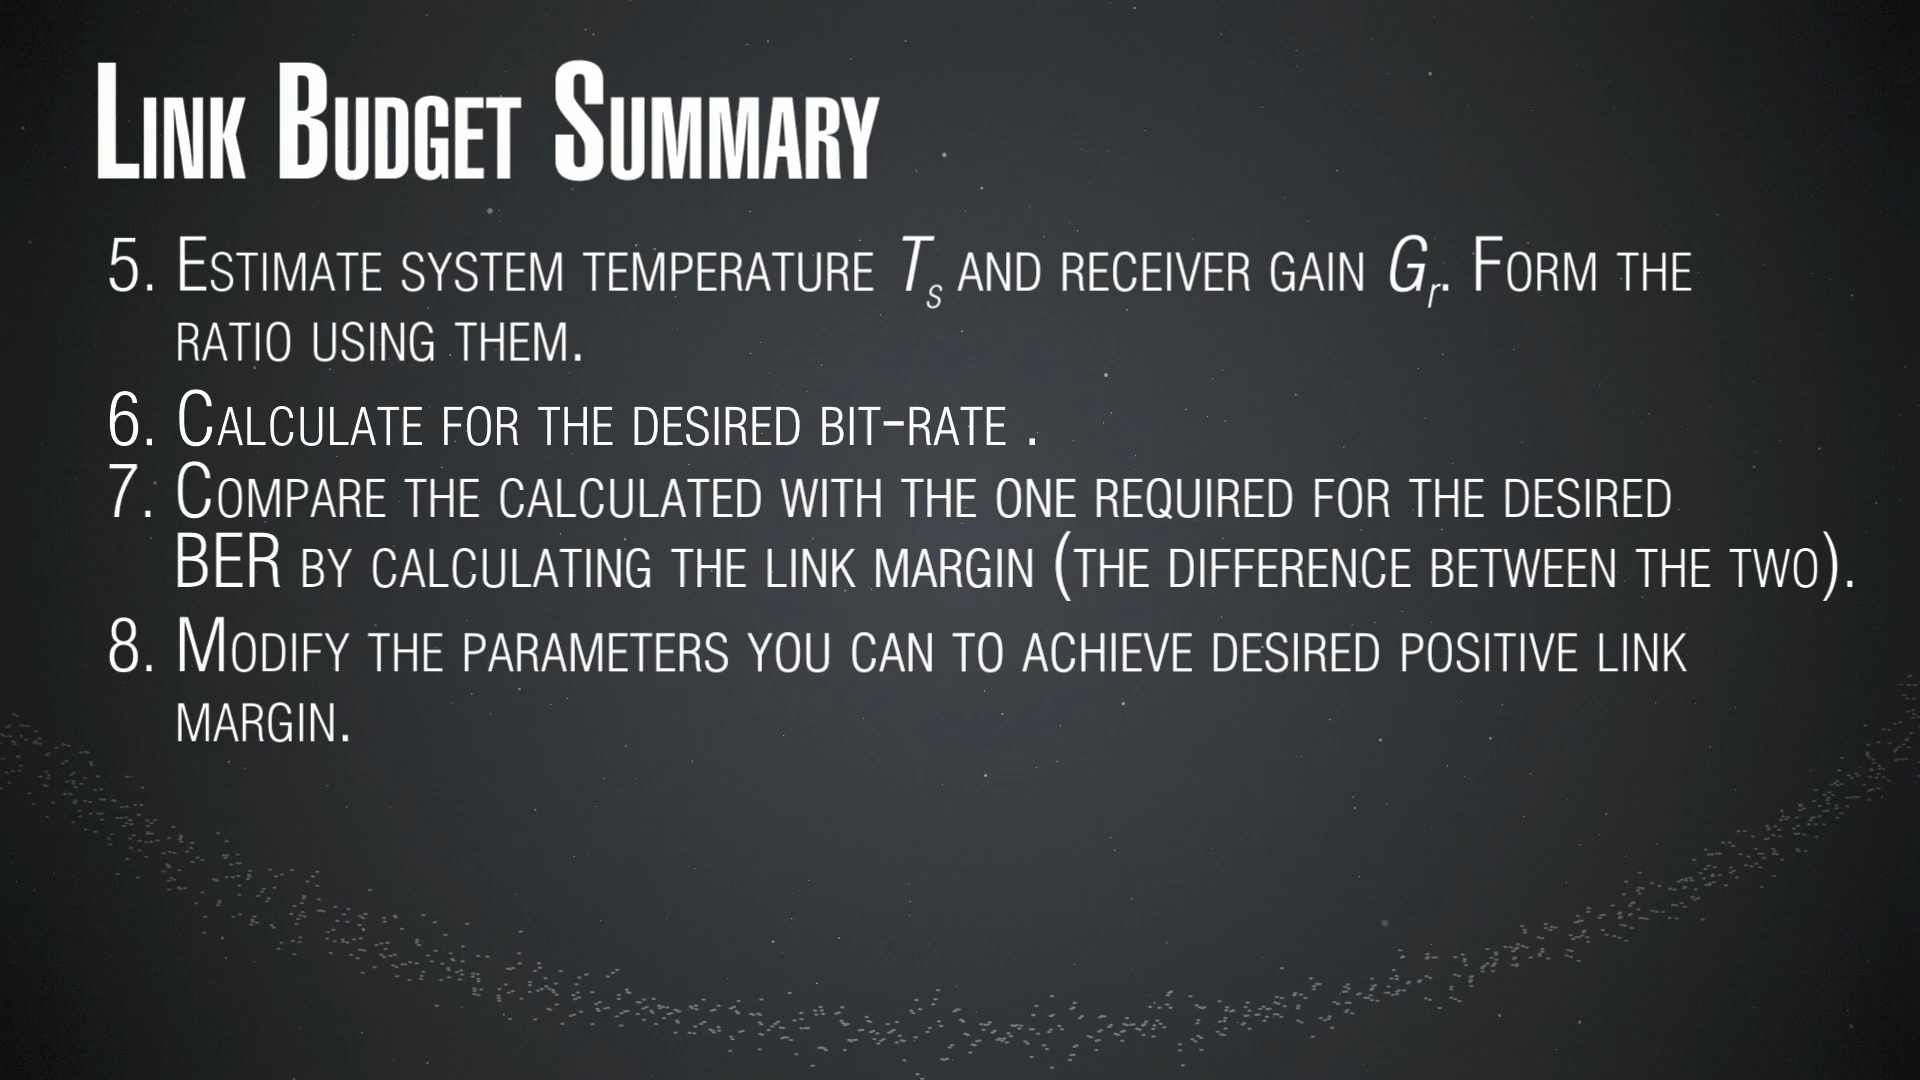 Link Budget Summary
5. Estimate system temperature Ts and receiver gain Gr. Form the
ratio using them.
6. Calculate for the desired bit-rate .
7. Compare the calculated with the one required for the desired
BER by calculating the link margin (the difference between the two).
8. Modify the parameters you can to achieve desired positive link
margin.